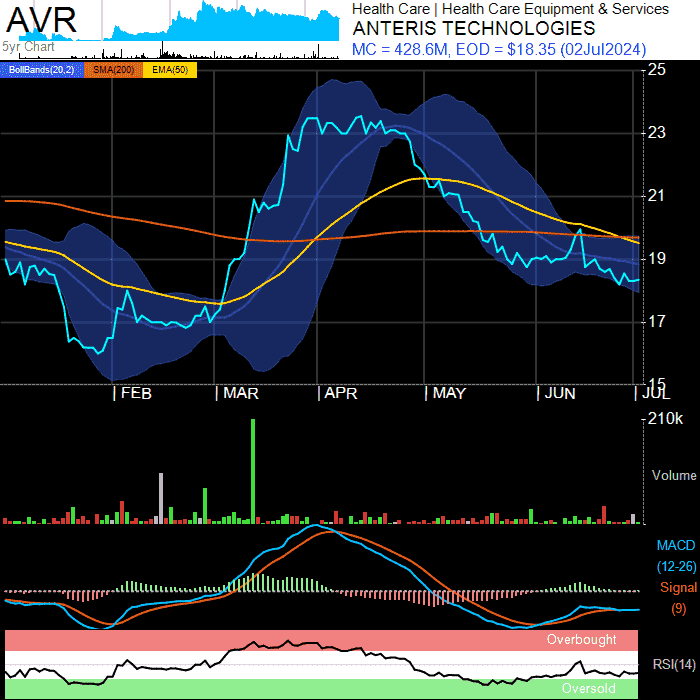 AVR
5yr Chart
Health Care | Health Care Equipment & Services
ANTERIS TECHNOLOGIES
MC = 428.6M, EOD = $18.35 (02Jul2024)
BollBands(20,2) SMA(200) EMA(50)
25
23
21
19
17
15
| FEB | MAR | APR | MAY | JUN | JUL
210k
Volume
MACD
(12-26)
Signal
(9)
Overbought
RSI(14)
Oversold